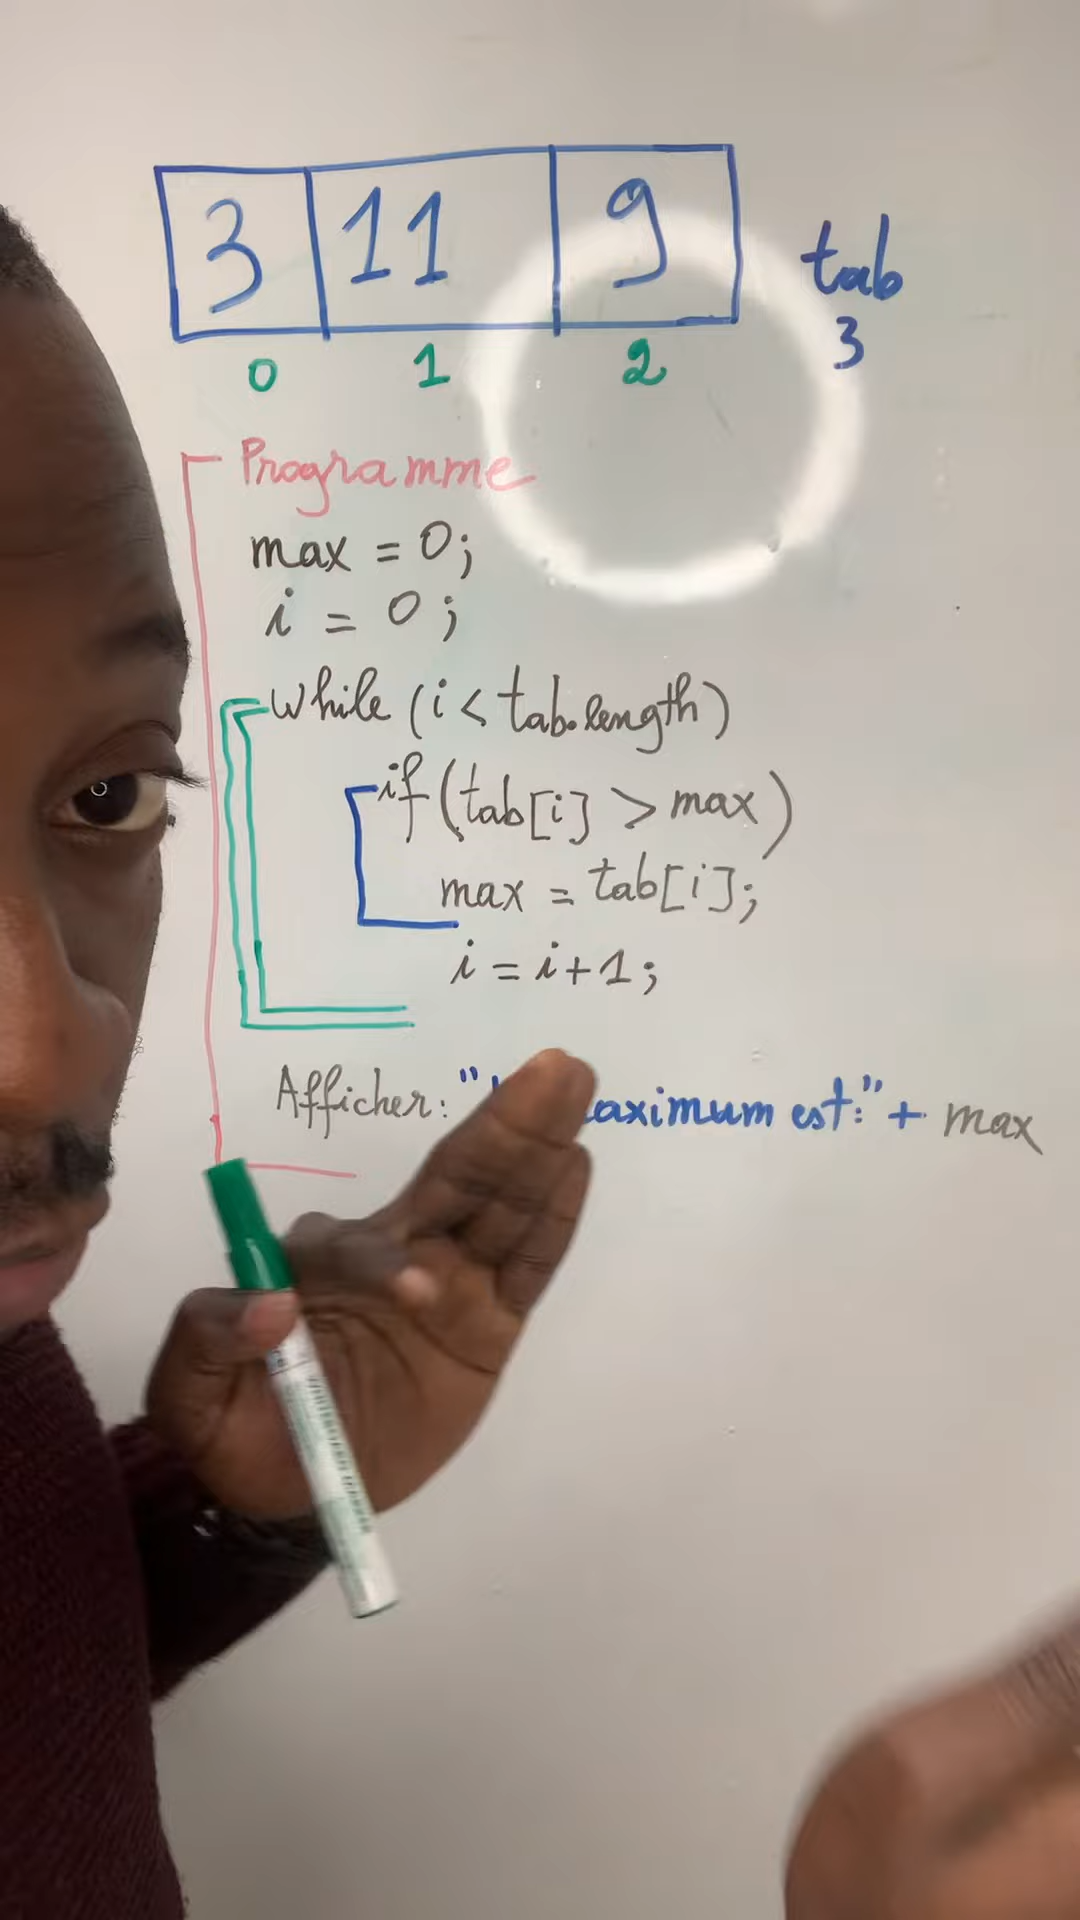 3 11 9 tab
3
0 1 2
Programme
max = 0;
i = 0;
while (i < tab.length)
if (tab[i] > max)
max = tab[i];
i = i+1;
Afficher: " est:" + max